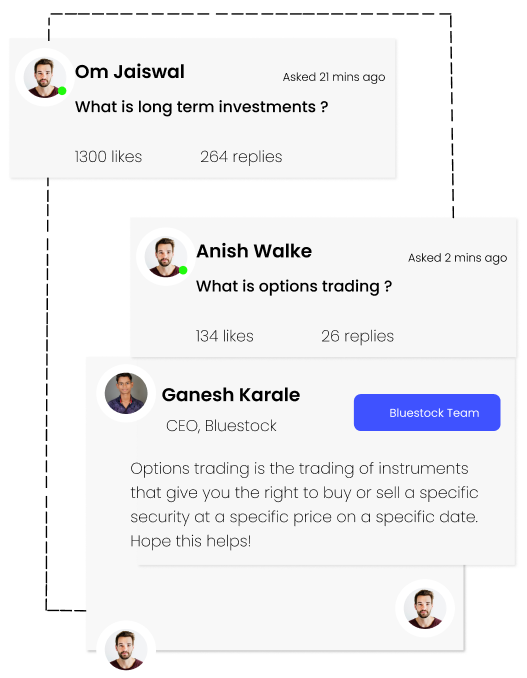 Om Jaiswal
Asked 21 mins ago
What is long term investments ?
1300 likes
264 replies
Anish Walke
Asked 2 mins ago
What is options trading ?
134 likes
26 replies
Ganesh Karale
CEO, Bluestock
Bluestock Team
Options trading is the trading of instruments
that give you the right to buy or sell a specific
security at a specific price on a specific date.
Hope this helps!